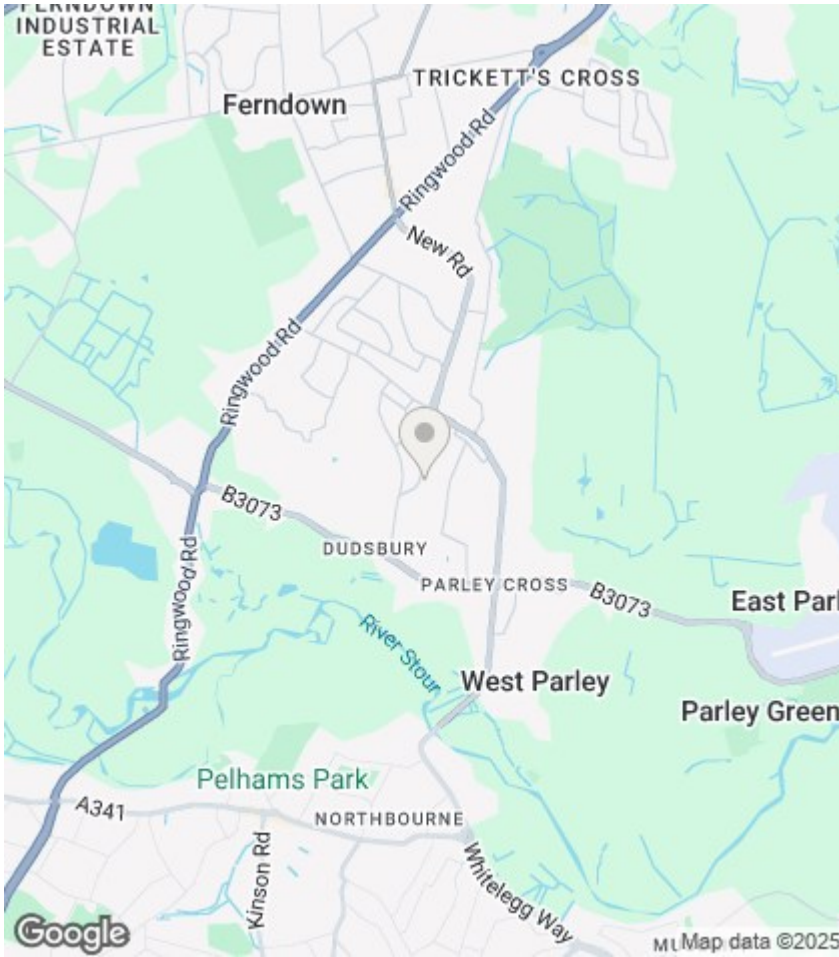 FERNDOWN
INDUSTRIAL
ESTATE
TRICKETT'S CROSS
Ferndown
Ringwood Rd
New Rd
Ringwood Rd
B3073
DUDSBURY
PARLEY CROSS
B3073
East Parl
Ringwood Rd
River Stour
West Parley
Parley Green
Pelhams Park
A341
NORTHBOURNE
Kinson Rd
Whitelegg Way
Google
Map data ©2025